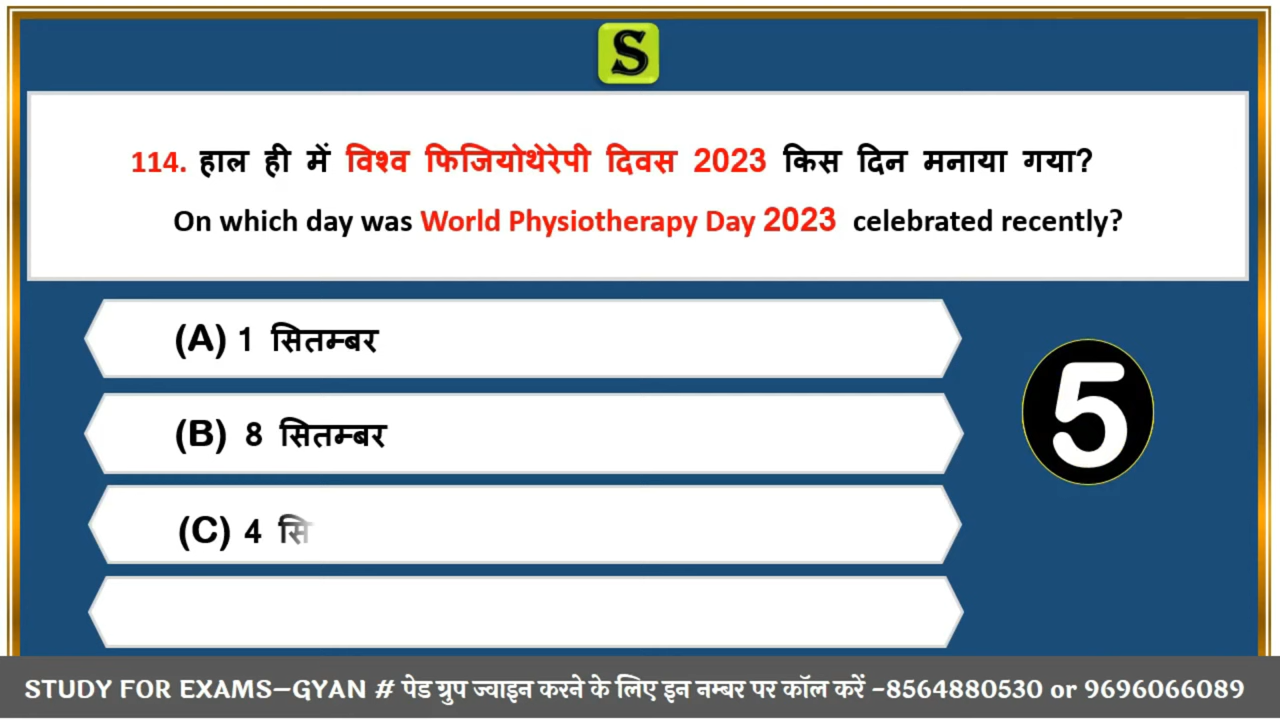 S
114. हाल ही में विश्व फिजियोथेरेपी दिवस 2023 किस दिन मनाया गया?
On which day was World Physiotherapy Day 2023 celebrated recently?
(A) 1 सितम्बर
(B) 8 सितम्बर
5
(C) 4 सि
STUDY FOR EXAMS–GYAN # पेड ग्रुप ज्वाइन करने के लिए इन नम्बर पर कॉल करें –8564880530 or 9696066089